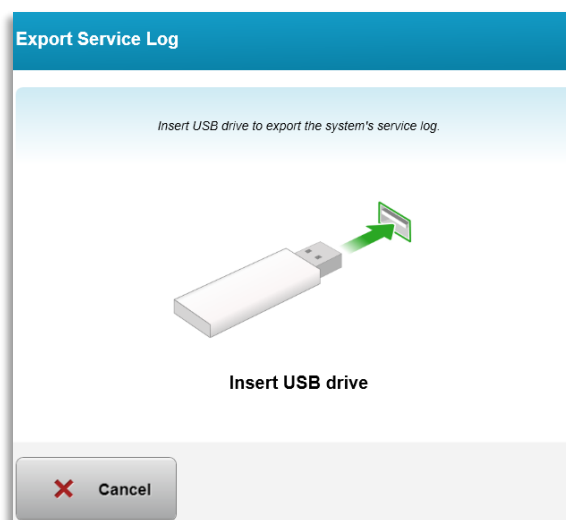 Export Service Log
Insert USB drive to export the system's service log.
Insert USB drive
Cancel